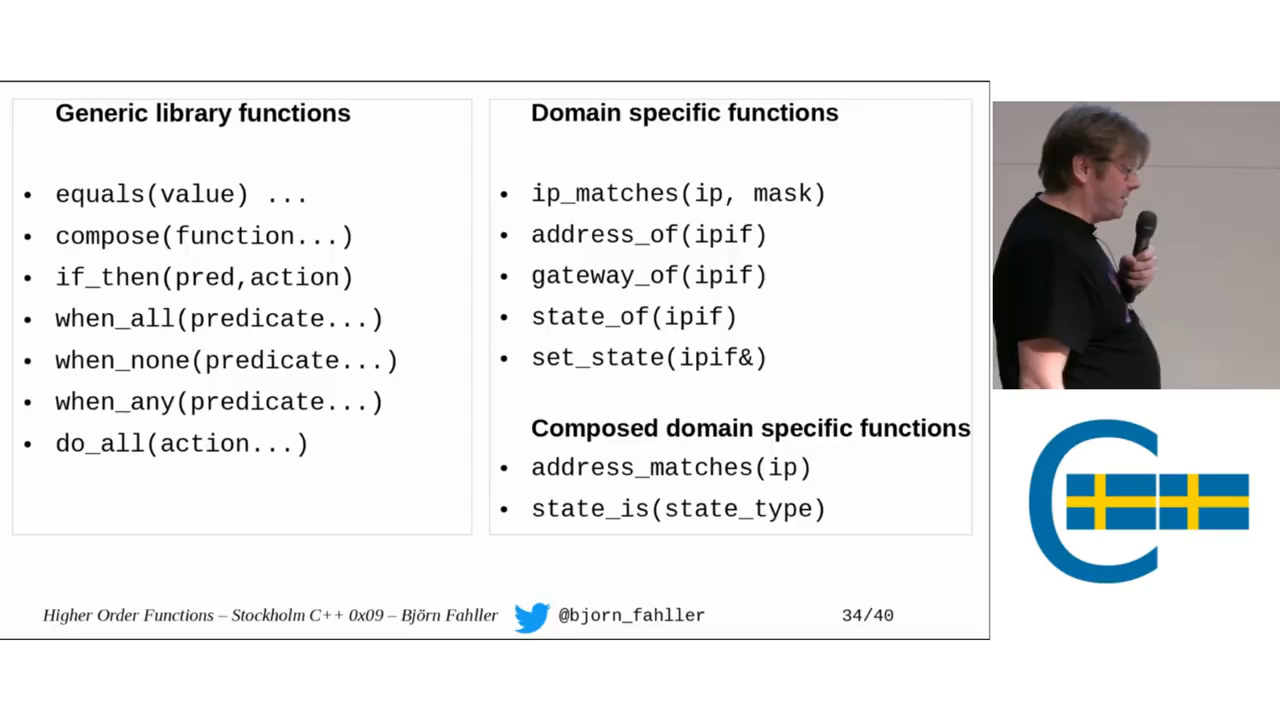 Generic library functions
• equals(value) ...
• compose(function...)
• if_then(pred,action)
• when_all(predicate...)
• when_none(predicate...)
• when_any(predicate...)
• do_all(action...)
Domain specific functions
• ip_matches(ip, mask)
• address_of(ipif)
• gateway_of(ipif)
• state_of(ipif)
• set_state(ipif&)
Composed domain specific functions
• address_matches(ip)
• state_is(state_type)
Higher Order Functions – Stockholm C++ 0x09 – Björn Fahller @bjorn_fahller 34/40
C